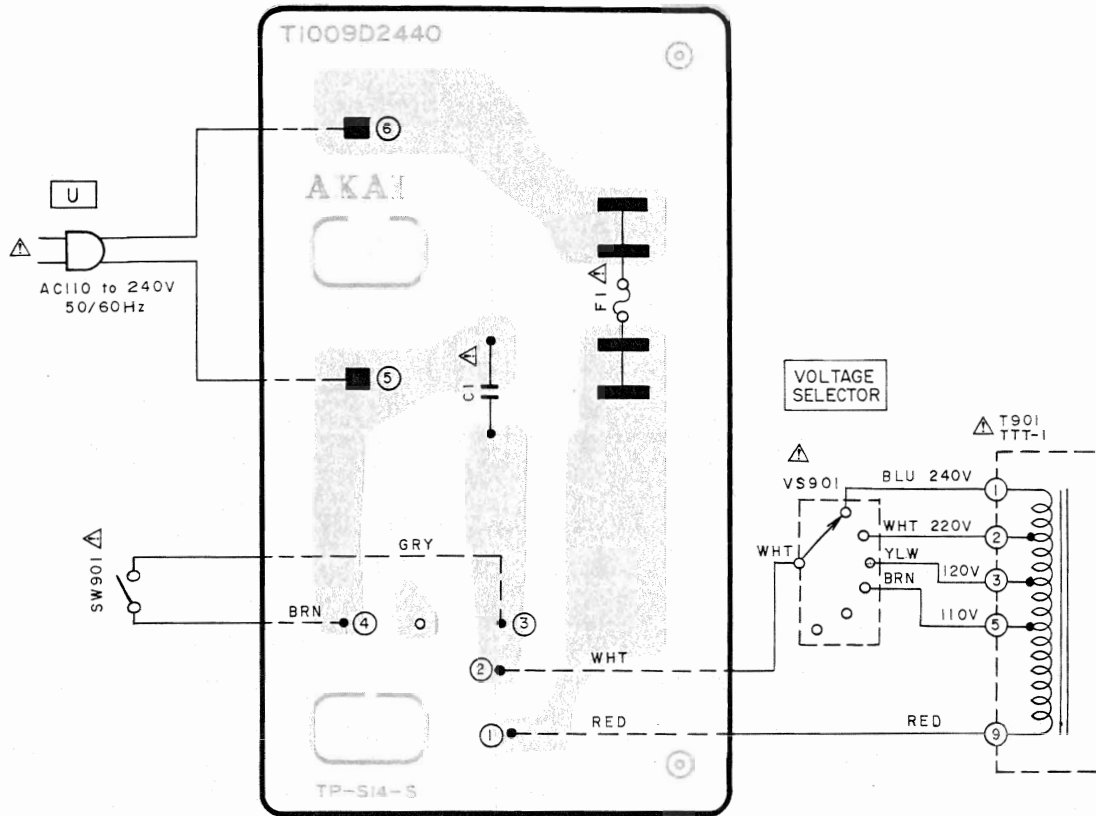 T1009D2440
6
U
AKAI
AC110 to 240V
50/60Hz
F1
5
C1
VOLTAGE
SELECTOR
T901
TTT-1
VS901
BLU 240V
1
WHT 220V
2
WHT
YLW
120V
3
BRN
110V
5
SW901
GRY
BRN
4
3
2
WHT
1
RED
RED
9
TP-S14-S